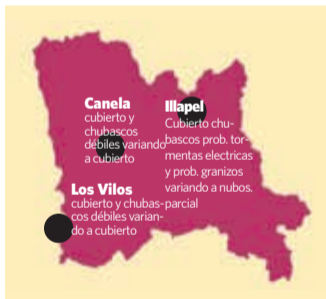 Canela
cubierto y
chubascos
débiles variando
a cubierto
Illapel
Cubierto chu-
bascos prob. tor-
mentas electricas
y prob. granizos
variando a nubos.
parcial
Los Vilos
cubierto y chubas-
cos débiles varian-
do a cubierto